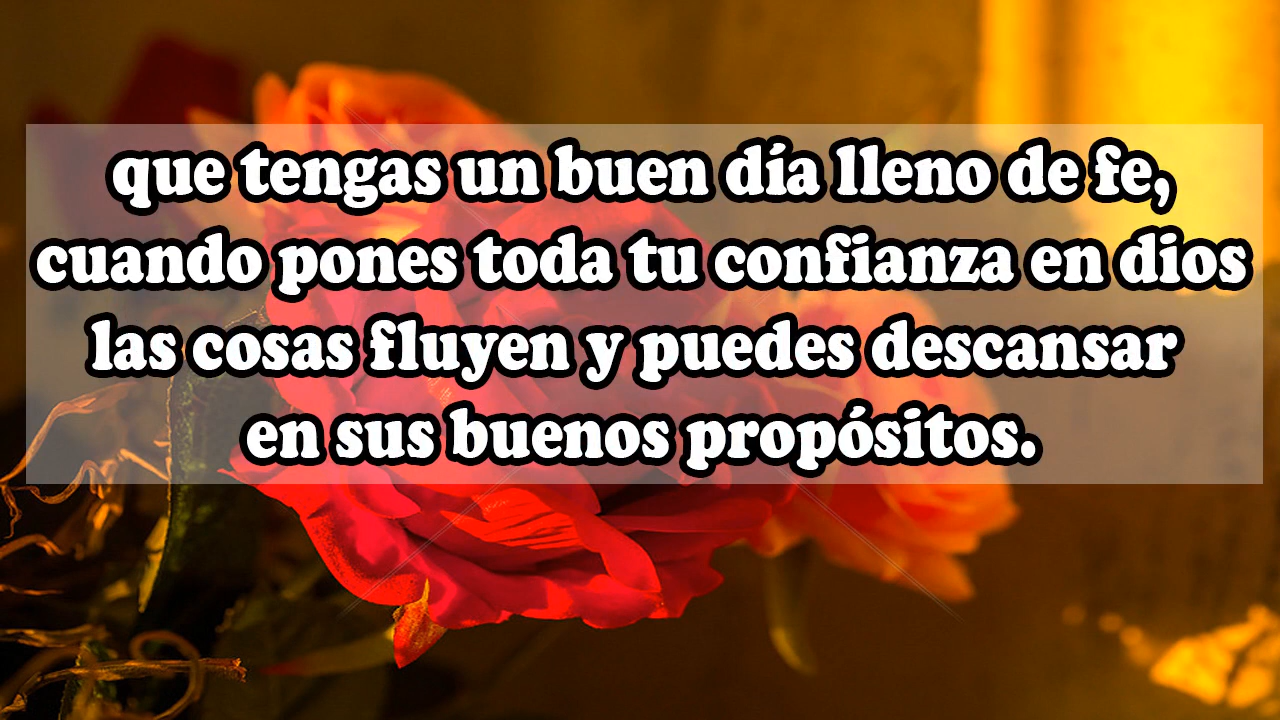 que tengas un buen día lleno de fe,
cuando pones toda tu confianza en dios
las cosas fluyen y puedes descansar
en sus buenos propósitos.